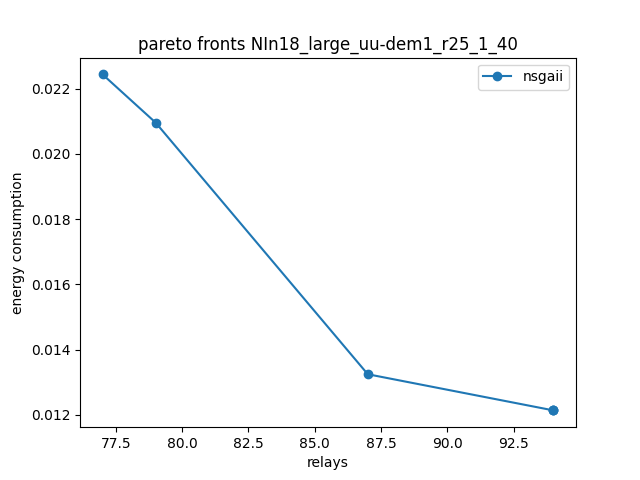 pareto fronts NIn18_large_uu-dem1_r25_1_40
nsgaii
0.022
0.020
0.018
0.016
0.014
0.012
energy consumption
77.5 80.0 82.5 85.0 87.5 90.0 92.5
relays